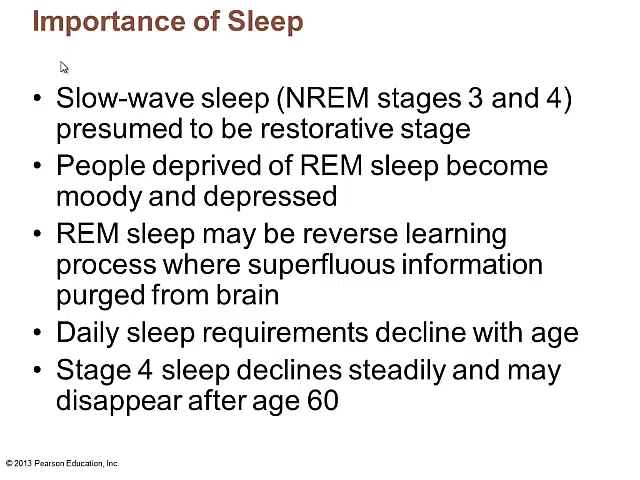 Importance of Sleep
• Slow-wave sleep (NREM stages 3 and 4)
presumed to be restorative stage
• People deprived of REM sleep become
moody and depressed
• REM sleep may be reverse learning
process where superfluous information
purged from brain
• Daily sleep requirements decline with age
• Stage 4 sleep declines steadily and may
disappear after age 60
© 2013 Pearson Education, Inc.